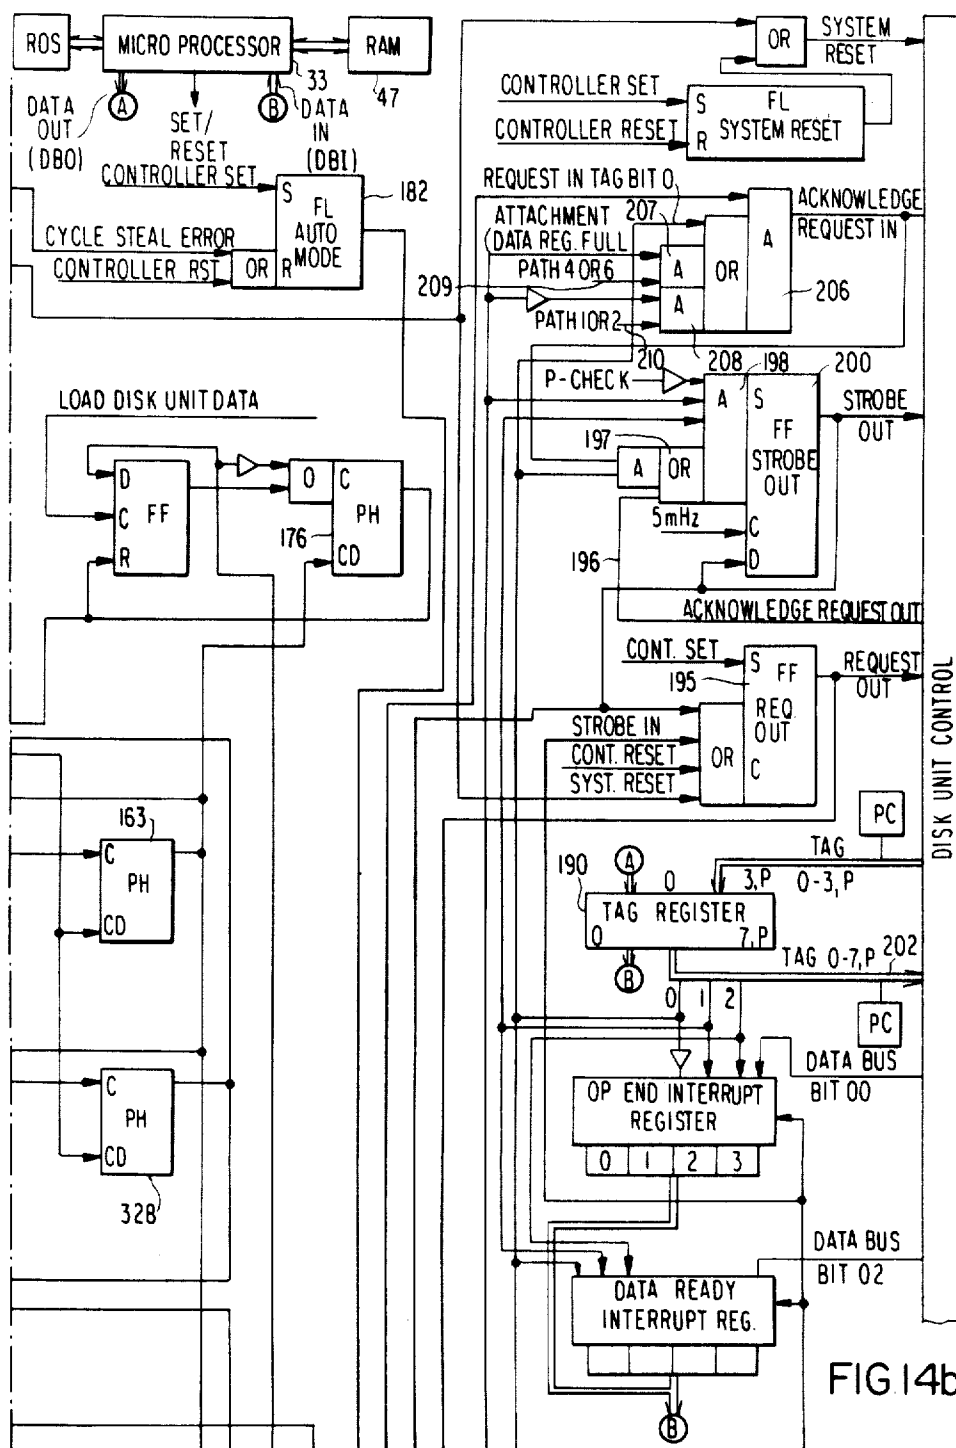 ROS
MICRO PROCESSOR
RAM
33
47
A
B
DATA
OUT
(DBO)
SET/
RESET
DATA
IN
(DBI)
CONTROLLER SET
S
FL
AUTO
MODE
182
CYCLE STEAL ERROR
OR
R
CONTROLLER RST
OR
SYSTEM
RESET
CONTROLLER SET
S
FL
SYSTEM RESET
CONTROLLER RESET
R
REQUEST IN TAG BIT 0
207
ATTACHMENT
DATA REG. FULL
A
OR
A
ACKNOWLEDGE
REQUEST IN
PATH 4 OR 6
209
A
206
PATH 1 OR 2
210
208
198
200
P-CHECK
A
S
FF
STROBE
OUT
STROBE
OUT
197
A
OR
5mHz
C
D
196
ACKNOWLEDGE REQUEST OUT
LOAD DISK UNIT DATA
D
C
R
FF
O
C
PH
CD
176
CONT. SET
195
S
FF
REQ.
OUT
C
REQUEST
OUT
STROBE IN
CONT. RESET
SYST. RESET
OR
DISK UNIT CONTROL
163
C
PH
CD
PC
TAG
0-3, P
A
0
3,P
190
TAG REGISTER
0
7,P
B
TAG 0-7, P
202
PC
0
1
2
DATA BUS
BIT 00
OP END INTERRUPT
REGISTER
0
1
2
3
C
PH
CD
328
DATA BUS
BIT 02
DATA READY
INTERRUPT REG.
B
FIG 14b